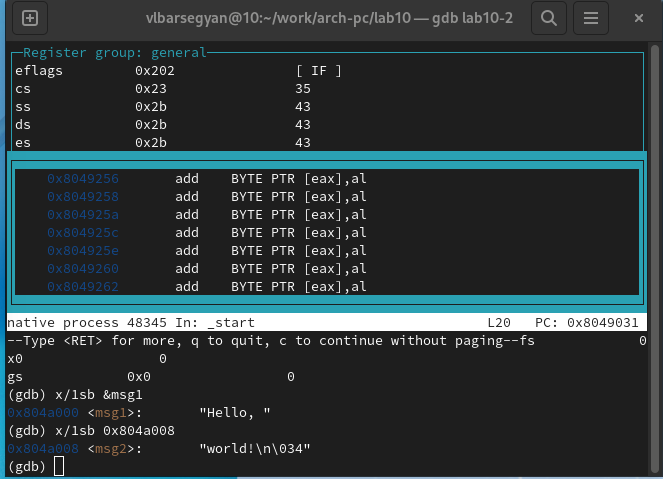 vlbarsegyan@10:~/work/arch-pc/lab10 — gdb lab10-2
Register group: general
eflags 0x202 [ IF ]
cs 0x23 35
ss 0x2b 43
ds 0x2b 43
es 0x2b 43
0x8049256 add BYTE PTR [eax],al
0x8049258 add BYTE PTR [eax],al
0x804925a add BYTE PTR [eax],al
0x804925c add BYTE PTR [eax],al
0x804925e add BYTE PTR [eax],al
0x8049260 add BYTE PTR [eax],al
0x8049262 add BYTE PTR [eax],al
native process 48345 In: _start L20 PC: 0x8049031
--Type <RET> for more, q to quit, c to continue without paging--fs 0
x0 0
gs 0x0 0
(gdb) x/1sb &msg1
0x804a000 <msg1>: "Hello, "
(gdb) x/1sb 0x804a008
0x804a008 <msg2>: "world!\n\034"
(gdb)